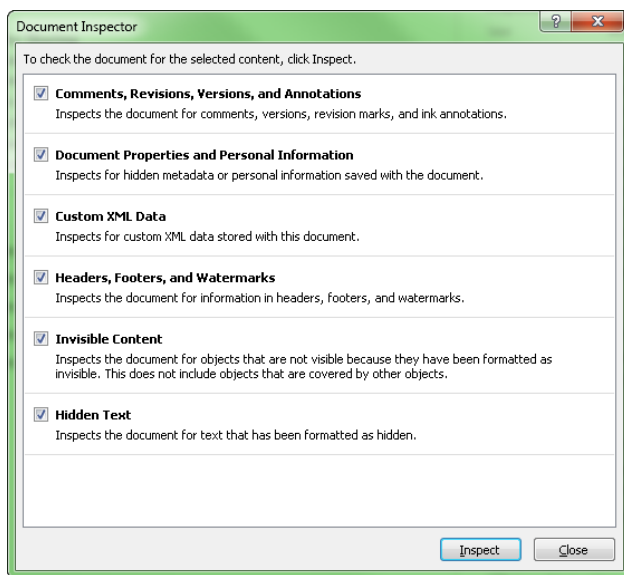 Document Inspector
To check the document for the selected content, click Inspect.
Comments, Revisions, Versions, and Annotations
Inspects the document for comments, versions, revision marks, and ink annotations.
Document Properties and Personal Information
Inspects for hidden metadata or personal information saved with the document.
Custom XML Data
Inspects for custom XML data stored with this document.
Headers, Footers, and Watermarks
Inspects the document for information in headers, footers, and watermarks.
Invisible Content
Inspects the document for objects that are not visible because they have been formatted as
invisible. This does not include objects that are covered by other objects.
Hidden Text
Inspects the document for text that has been formatted as hidden.
Inspect Close